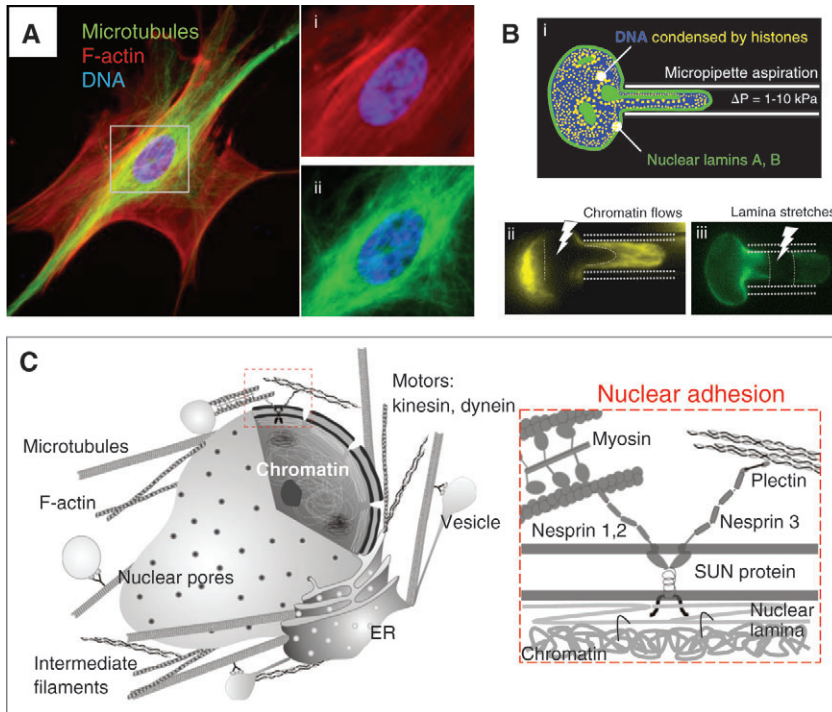 A
Microtubules
F-actin
DNA
i
ii
B
i
DNA condensed by histones
Micropipette aspiration
ΔP = 1-10 kPa
Nuclear lamins A, B
ii
Chromatin flows
iii
Lamina stretches
C
Motors:
kinesin, dynein
Microtubules
Chromatin
F-actin
Vesicle
Nuclear pores
ER
Intermediate
filaments
Nuclear adhesion
Myosin
Plectin
Nesprin 1,2
Nesprin 3
SUN protein
Nuclear
lamina
Chromatin